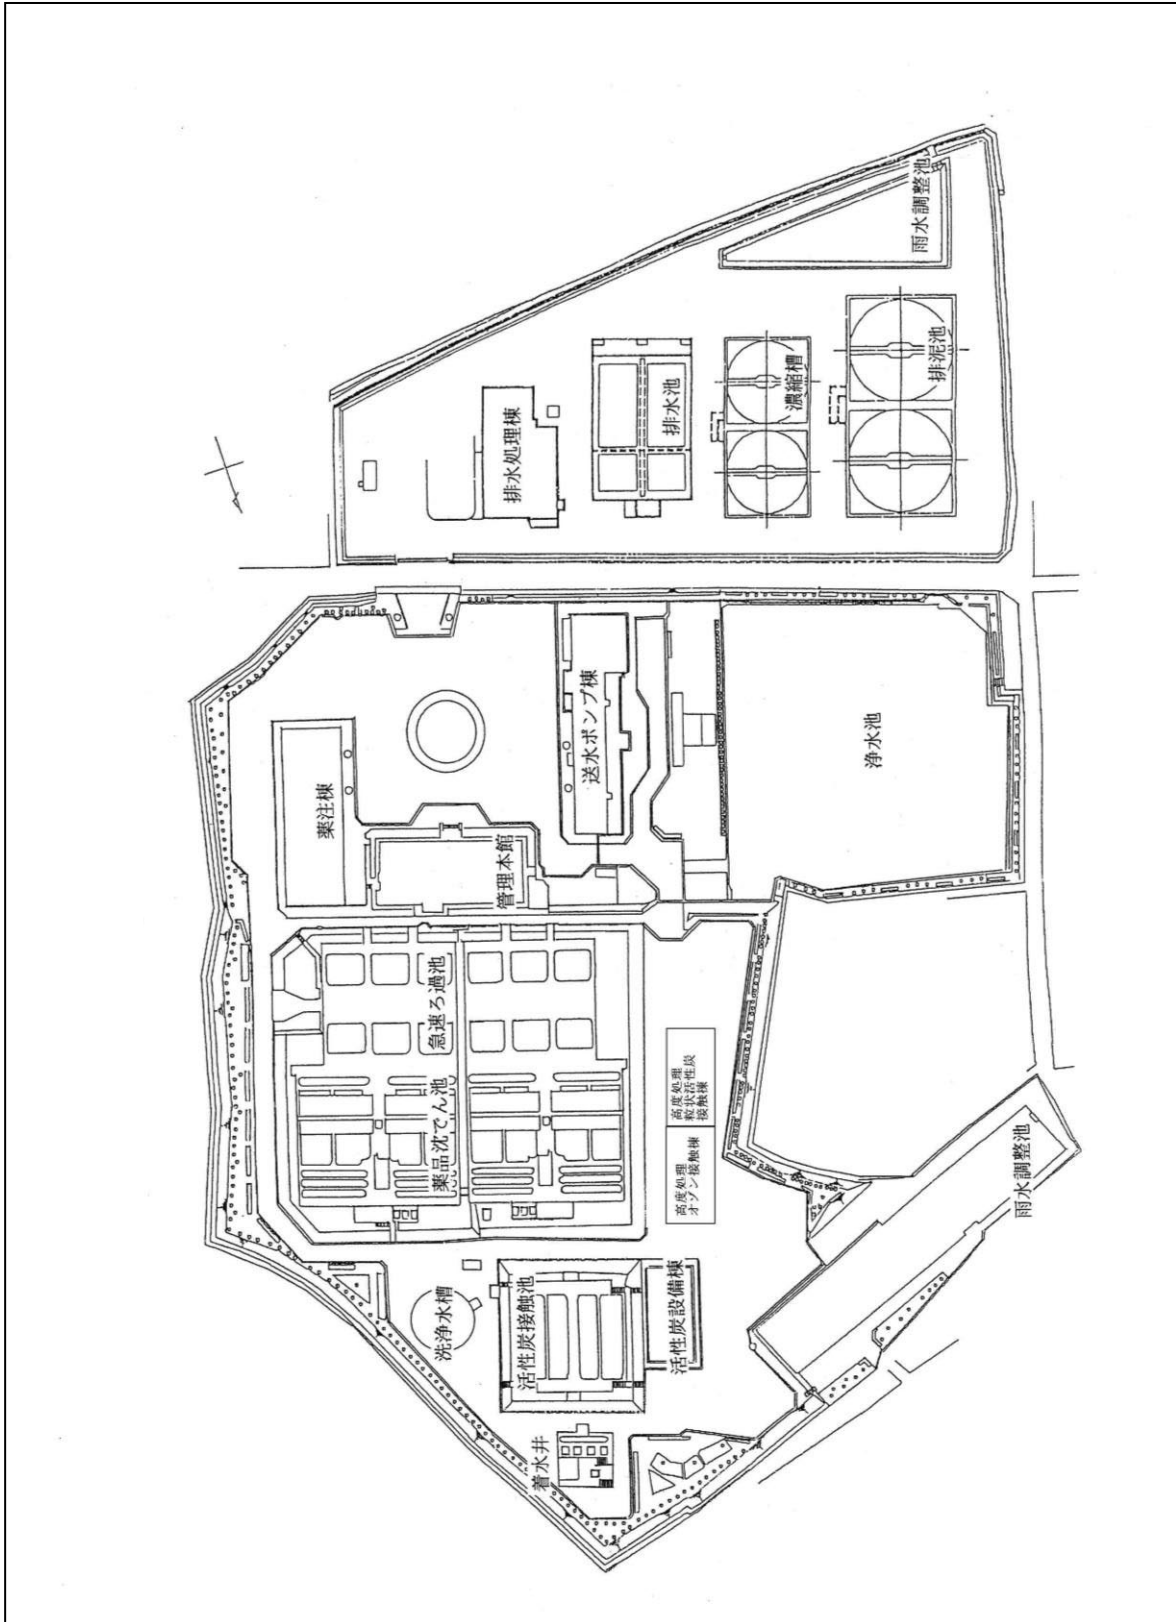 雨水調整池
排泥池
濃縮槽
排水池
排水処理棟
浄水池
送水ポンプ棟
薬注棟
管理本館
急速ろ過池
薬品沈でん池
高度処理
粒状活性炭
接触棟
高度処理
オゾン接触棟
洗浄水槽
活性炭接触池
活性炭設備棟
着水井
雨水調整池